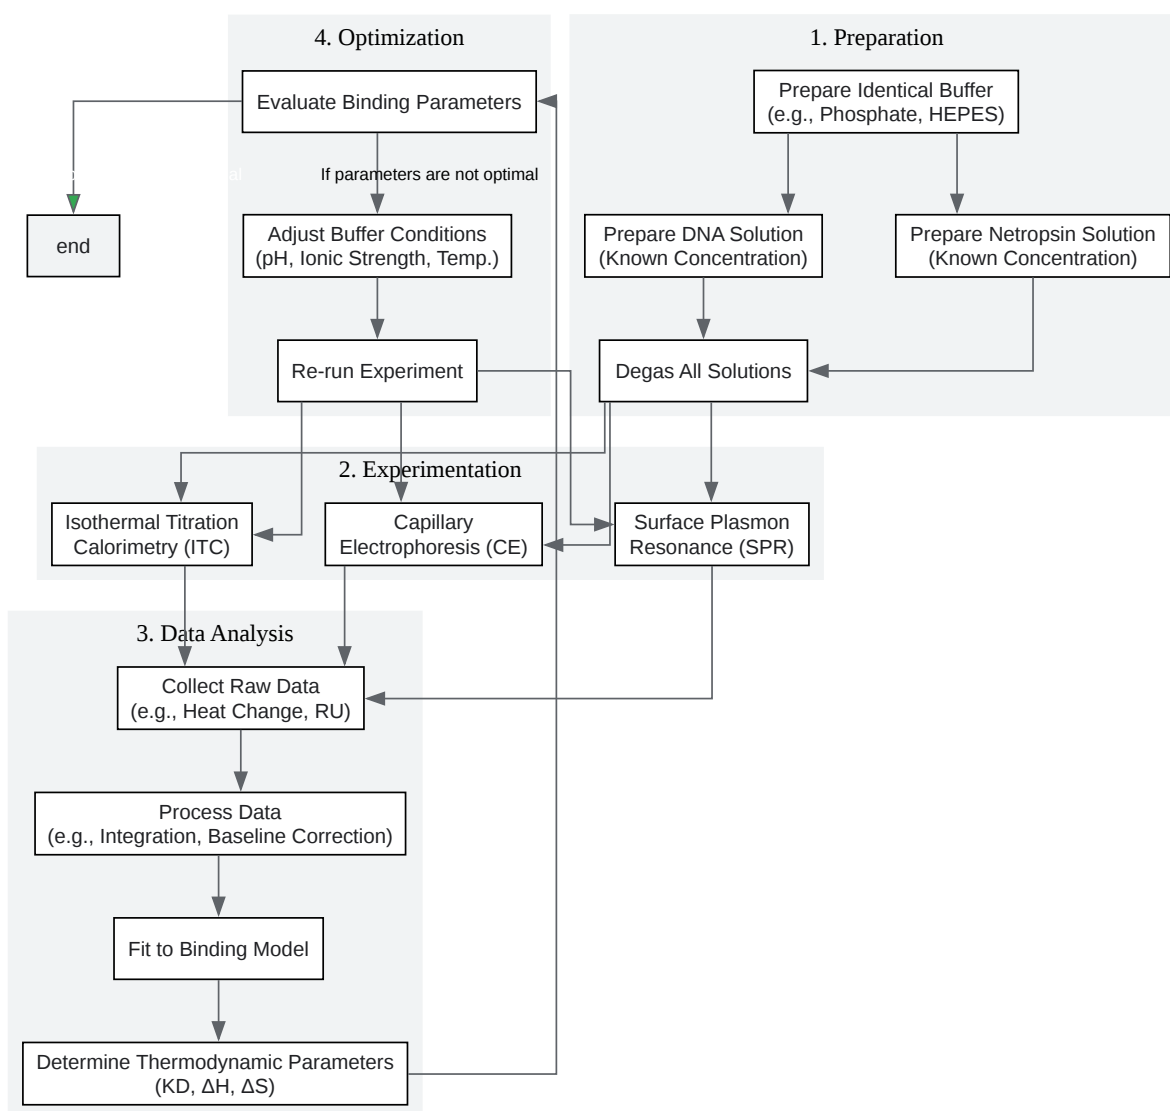 4. Optimization
Evaluate Binding Parameters
If parameters are not optimal
Adjust Buffer Conditions
(pH, Ionic Strength, Temp.)
Re-run Experiment
end
1. Preparation
Prepare Identical Buffer
(e.g., Phosphate, HEPES)
Prepare DNA Solution
(Known Concentration)
Prepare Netropsin Solution
(Known Concentration)
Degas All Solutions
2. Experimentation
Isothermal Titration
Calorimetry (ITC)
Capillary
Electrophoresis (CE)
Surface Plasmon
Resonance (SPR)
3. Data Analysis
Collect Raw Data
(e.g., Heat Change, RU)
Process Data
(e.g., Integration, Baseline Correction)
Fit to Binding Model
Determine Thermodynamic Parameters
(KD, ΔH, ΔS)